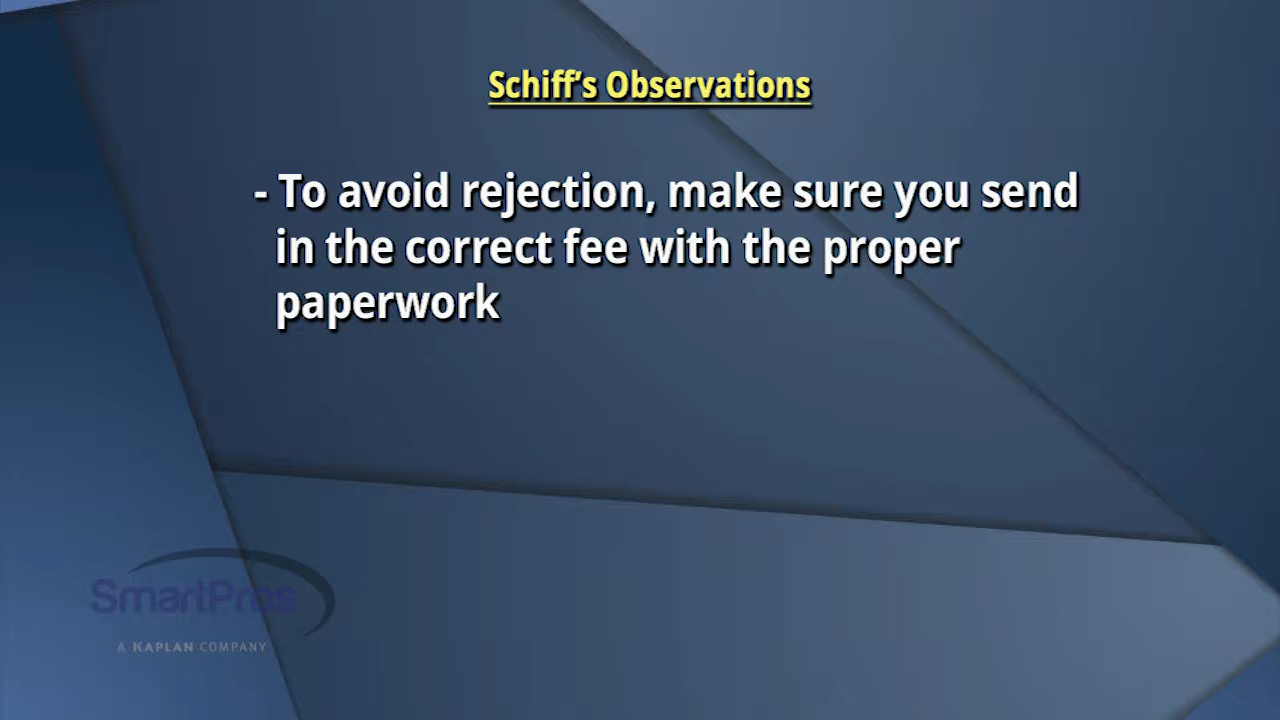 Schiff's Observations
- To avoid rejection, make sure you send
in the correct fee with the proper
paperwork
SmartPros
A KAPLAN COMPANY